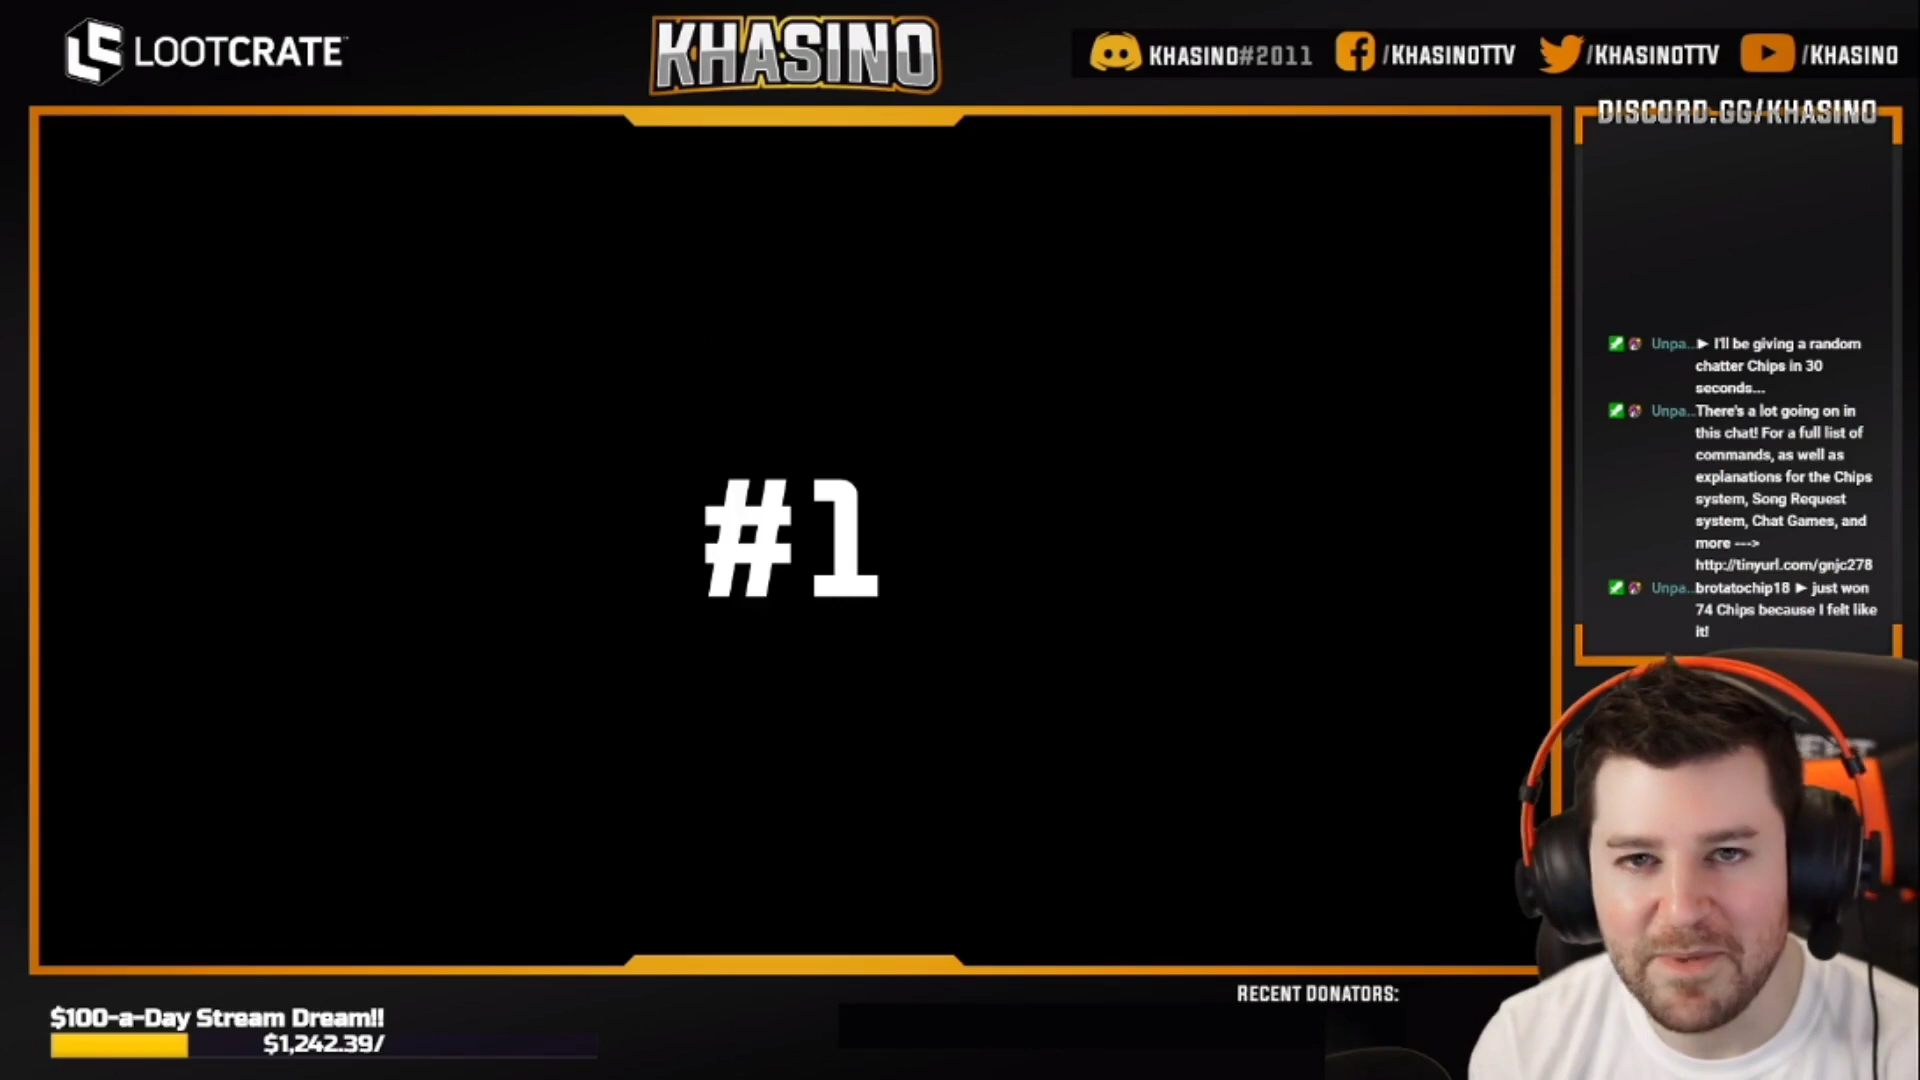 LOOTCRATE
KHASINO
KHASINO#2011
/KHASINOTTV
/KHASINOTTV
/KHASINO
DISCORD.GG/KHASINO
Unpa...► I'll be giving a random
chatter Chips in 30
seconds...
Unpa...There's a lot going on in
this chat! For a full list of
commands, as well as
explanations for the Chips
system, Song Request
system, Chat Games, and
more --->
http://tinyurl.com/gnjc278
Unpa...brotatochip18 ► just won
74 Chips because I felt like
it!
#1
RECENT DONATORS:
$100-a-Day Stream Dream!!
$1,242.39/